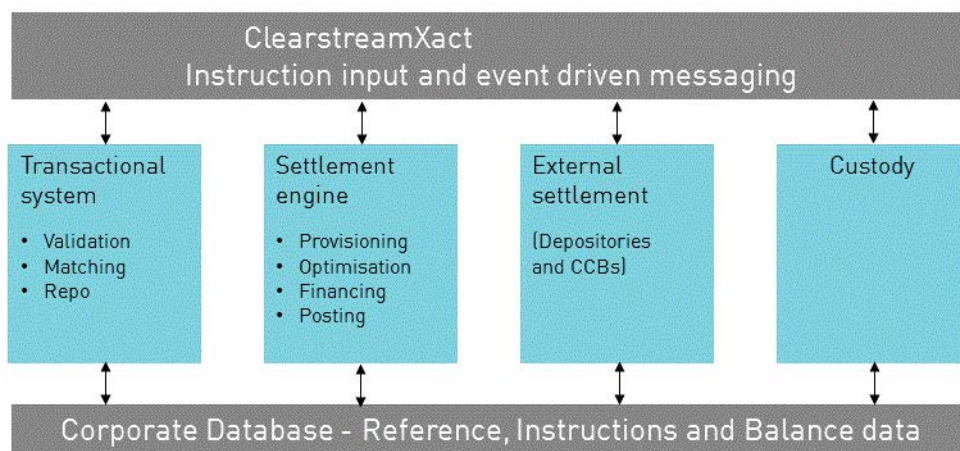 ClearstreamXact
Instruction input and event driven messaging
Transactional
system
• Validation
• Matching
• Repo
Settlement
engine
• Provisioning
• Optimisation
• Financing
• Posting
External
settlement
(Depositories
and CCBs)
Custody
Corporate Database - Reference, Instructions and Balance data